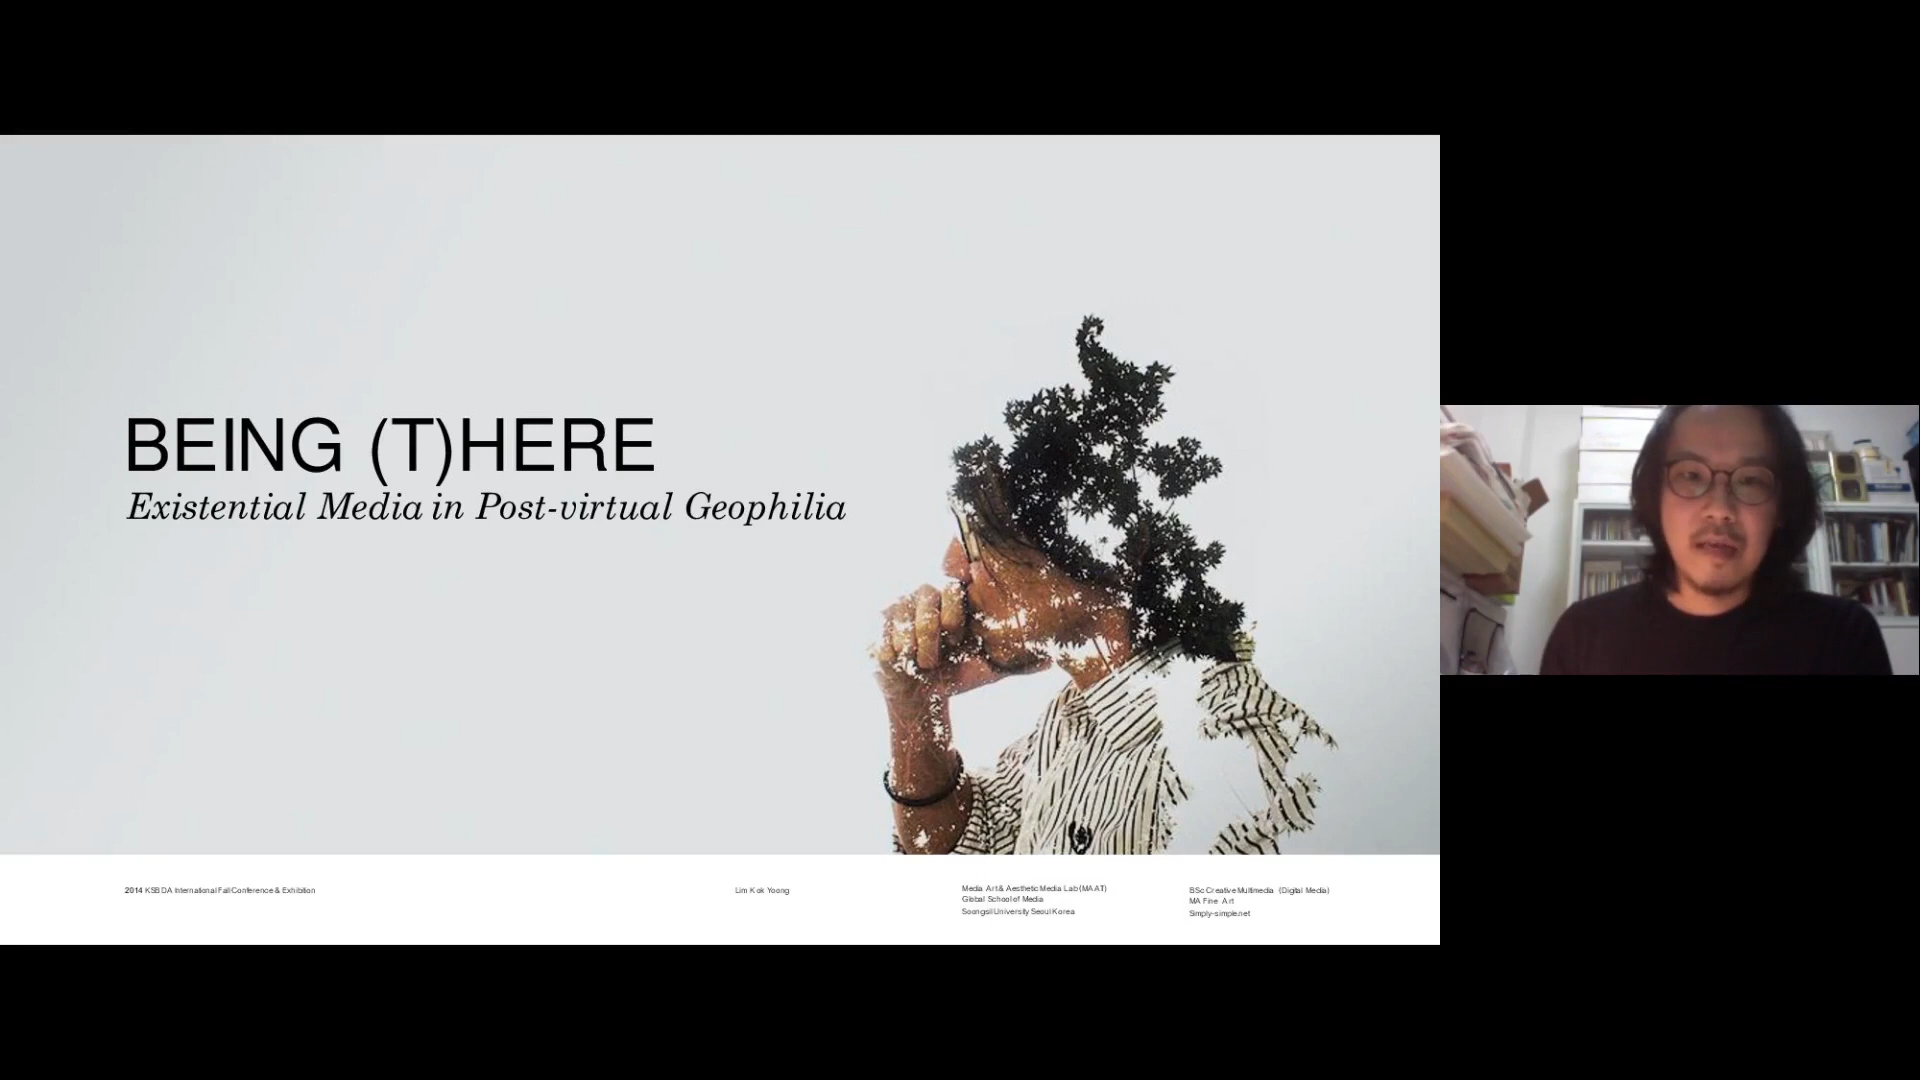 BEING (T)HERE
Existential Media in Post-virtual Geophilia
2014 KSBDA International Fall Conference & Exhibition
Lim Kok Yoong
Media Art & Aesthetic Media Lab (MAAT)
Global School of Media
Soongsil University Seoul Korea
BSc Creative Multimedia (Digital Media)
MA Fine Art
Simply-simple.net